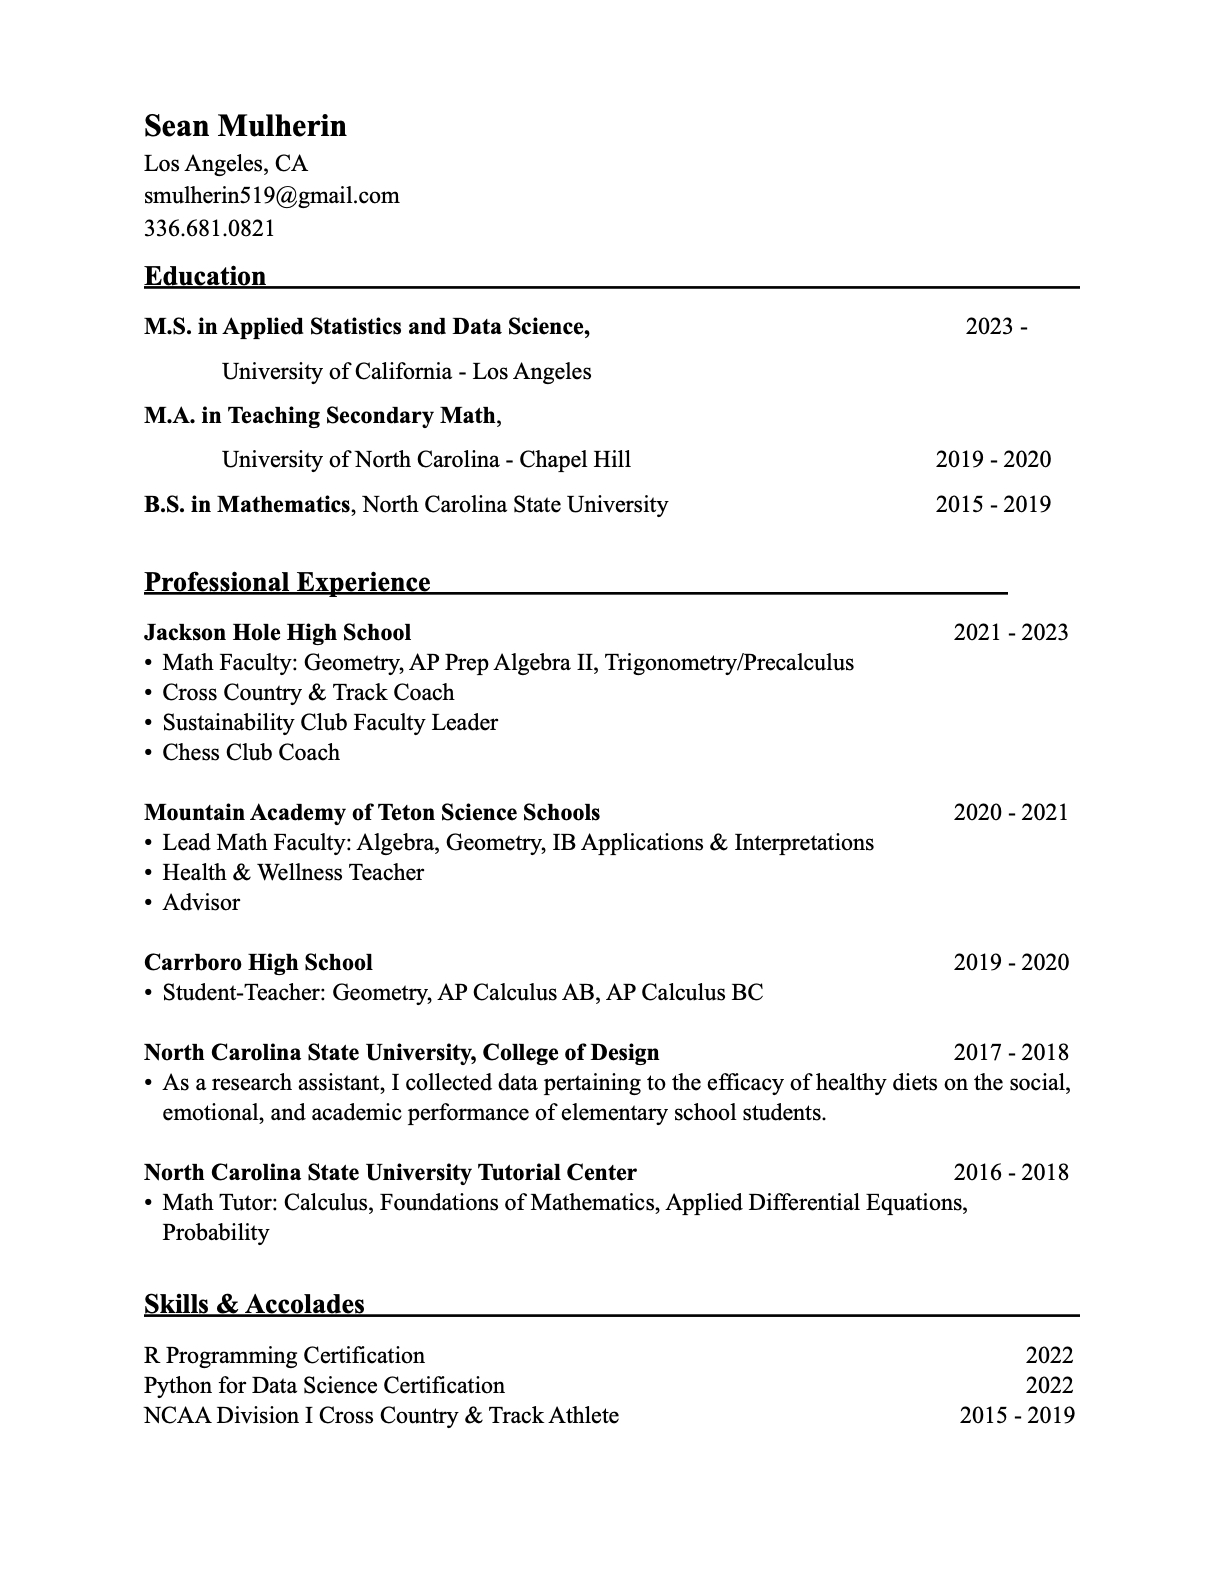 Sean Mulherin
Los Angeles, CA
smulherin519@gmail.com
336.681.0821
Education
M.S. in Applied Statistics and Data Science, 2023 -
University of California - Los Angeles
M.A. in Teaching Secondary Math,
University of North Carolina - Chapel Hill 2019 - 2020
B.S. in Mathematics, North Carolina State University 2015 - 2019
Professional Experience
Jackson Hole High School 2021 - 2023
• Math Faculty: Geometry, AP Prep Algebra II, Trigonometry/Precalculus
• Cross Country & Track Coach
• Sustainability Club Faculty Leader
• Chess Club Coach
Mountain Academy of Teton Science Schools 2020 - 2021
• Lead Math Faculty: Algebra, Geometry, IB Applications & Interpretations
• Health & Wellness Teacher
• Advisor
Carrboro High School 2019 - 2020
• Student-Teacher: Geometry, AP Calculus AB, AP Calculus BC
North Carolina State University, College of Design 2017 - 2018
• As a research assistant, I collected data pertaining to the efficacy of healthy diets on the social,
emotional, and academic performance of elementary school students.
North Carolina State University Tutorial Center 2016 - 2018
• Math Tutor: Calculus, Foundations of Mathematics, Applied Differential Equations,
Probability
Skills & Accolades
R Programming Certification 2022
Python for Data Science Certification 2022
NCAA Division I Cross Country & Track Athlete 2015 - 2019